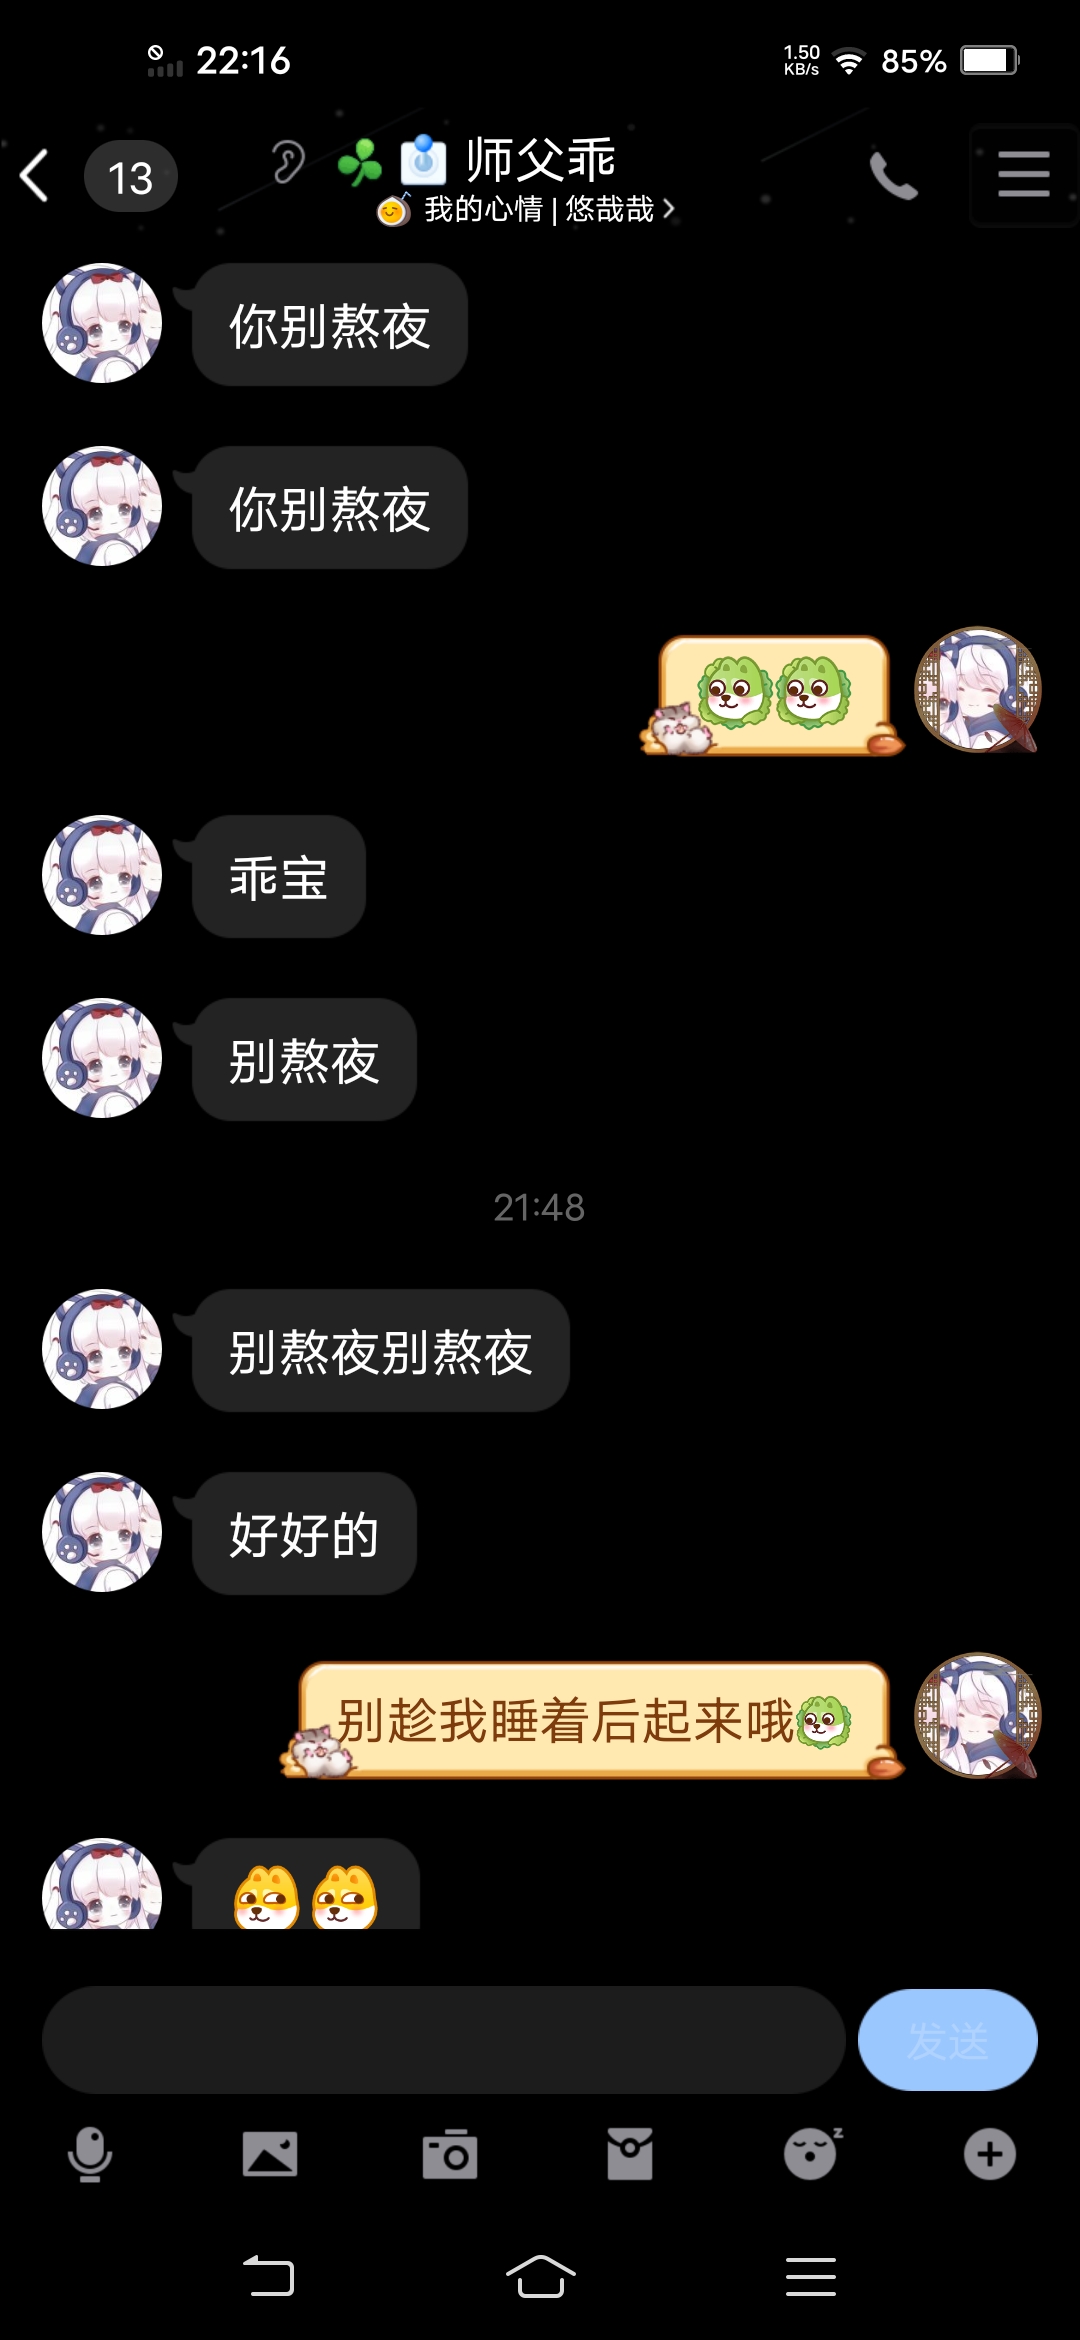 22:16
1.50
KB/s
85%
13
师父乖
我的心情 | 悠哉哉
你别熬夜
你别熬夜
乖宝
别熬夜
21:48
别熬夜别熬夜
好好的
别趁我睡着后起来哦
发送